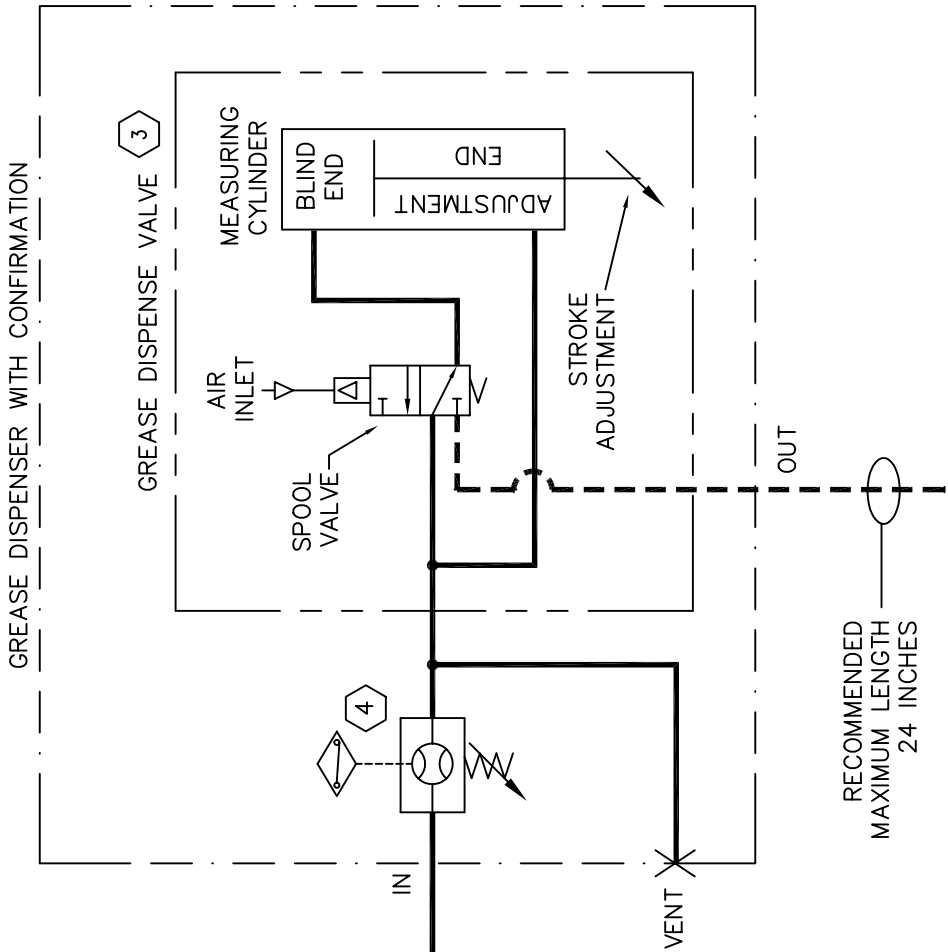 GREASE DISPENSER WITH CONFIRMATION
GREASE DISPENSE VALVE
3
MEASURING
CYLINDER
BLIND
END
ADJUSTMENT
END
AIR
INLET
SPOOL
VALVE
STROKE
ADJUSTMENT
4
IN
VENT
OUT
RECOMMENDED
MAXIMUM LENGTH
24 INCHES